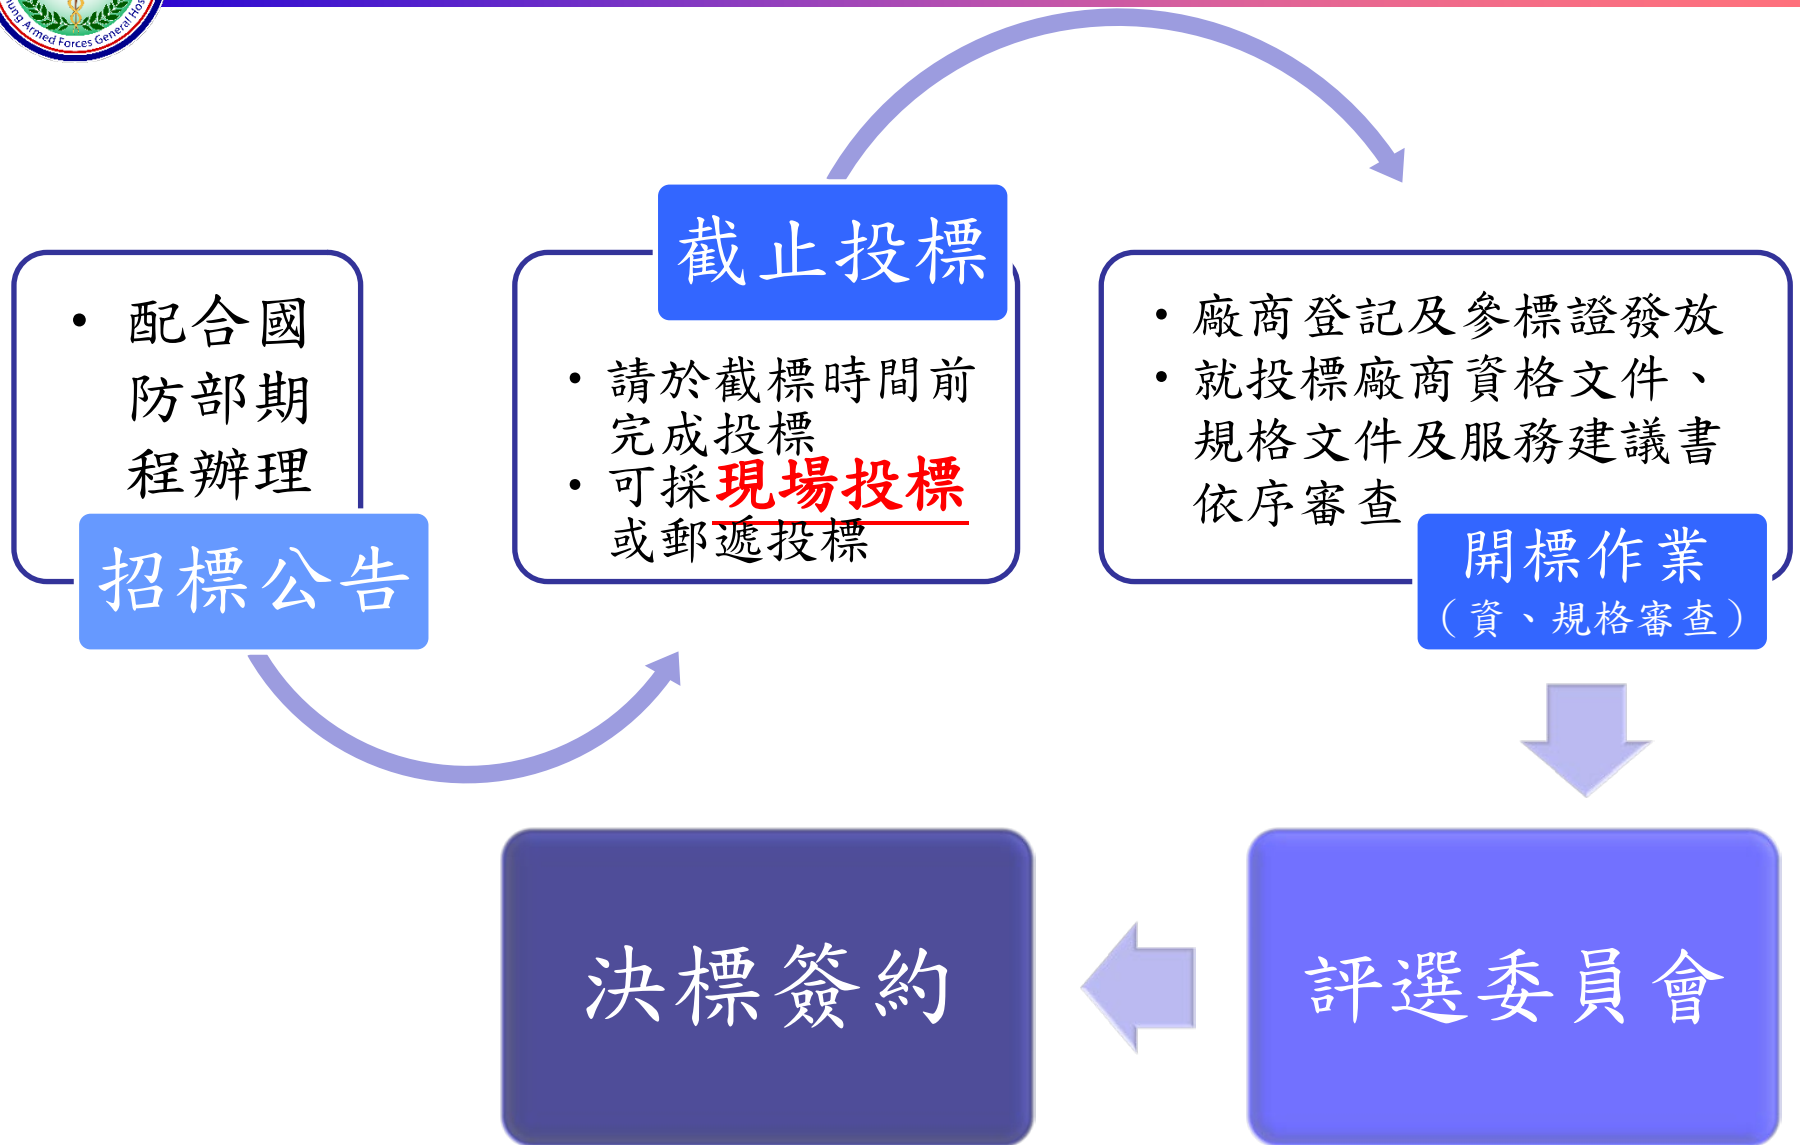 ung Armed Forces General Hos
• 配合國
防部期
程辦理
招標公告
截止投標
• 請於截標時間前
完成投標
• 可採現場投標
或郵遞投標
• 廠商登記及參標證發放
• 就投標廠商資格文件、
規格文件及服務建議書
依序審查
開標作業
（資、規格審查）
評選委員會
決標簽約